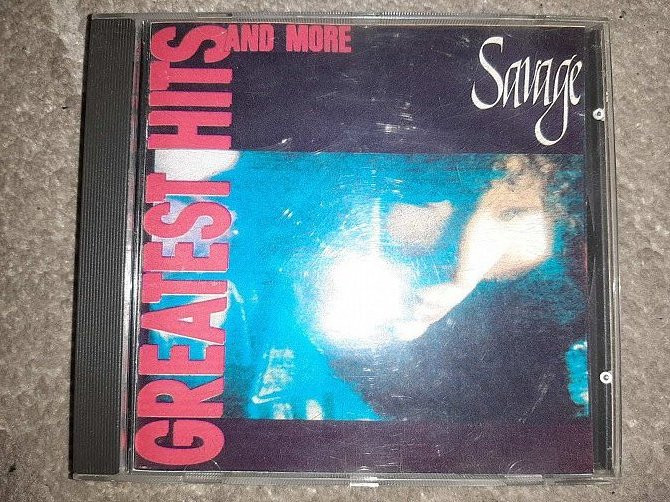 GREATEST HITS
AND MORE
Savage